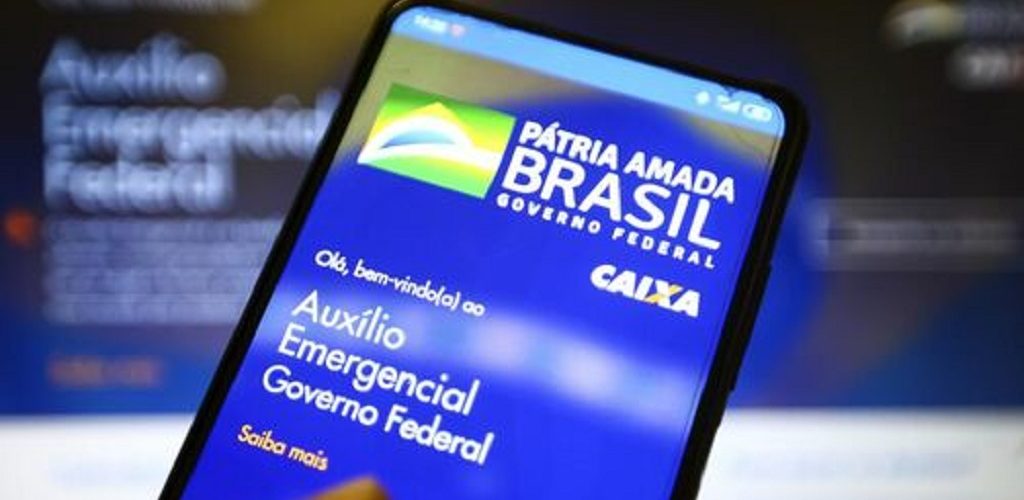 Auxílio
Emergencial
Federal
PÁTRIA AMADA
BRASIL
GOVERNO FEDERAL
CAIXA
Olá, bem-vindo(a) ao
Auxílio
Emergencial
Governo Federal
Saiba mais